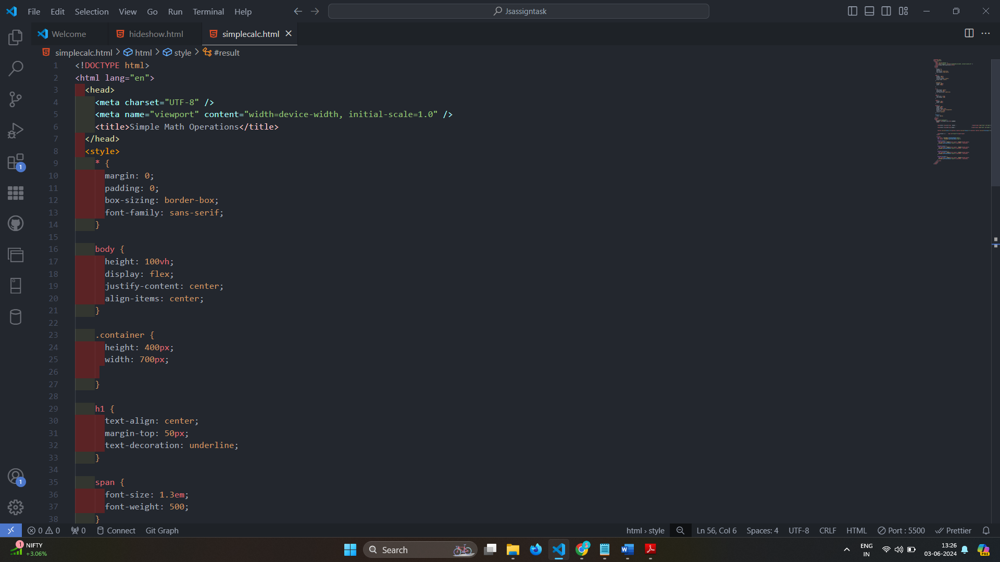 File Edit Selection View Go Run Terminal Help Jsassigntask
Welcome hideshow.html simplecalc.html
simplecalc.html > html > style > #result
1 <!DOCTYPE html>
2 <html lang="en">
3 <head>
4 <meta charset="UTF-8" />
5 <meta name="viewport" content="width=device-width, initial-scale=1.0" />
6 <title>Simple Math Operations</title>
7 </head>
8 <style>
9 * {
10 margin: 0;
11 padding: 0;
12 box-sizing: border-box;
13 font-family: sans-serif;
14 }
15
16 body {
17 height: 100vh;
18 display: flex;
19 justify-content: center;
20 align-items: center;
21 }
22
23 .container {
24 height: 400px;
25 width: 700px;
26
27 }
28
29 h1 {
30 text-align: center;
31 margin-top: 50px;
32 text-decoration: underline;
33 }
34
35 span {
36 font-size: 1.3em;
37 font-weight: 500;
38 }
1
1
0 0 0 Connect Git Graph html › style Ln 56, Col 6 Spaces: 4 UTF-8 CRLF HTML Port : 5500 Prettier
1 NIFTY
+3.06%
Search
3
ENG
IN
13:26
03-06-2024
PRE